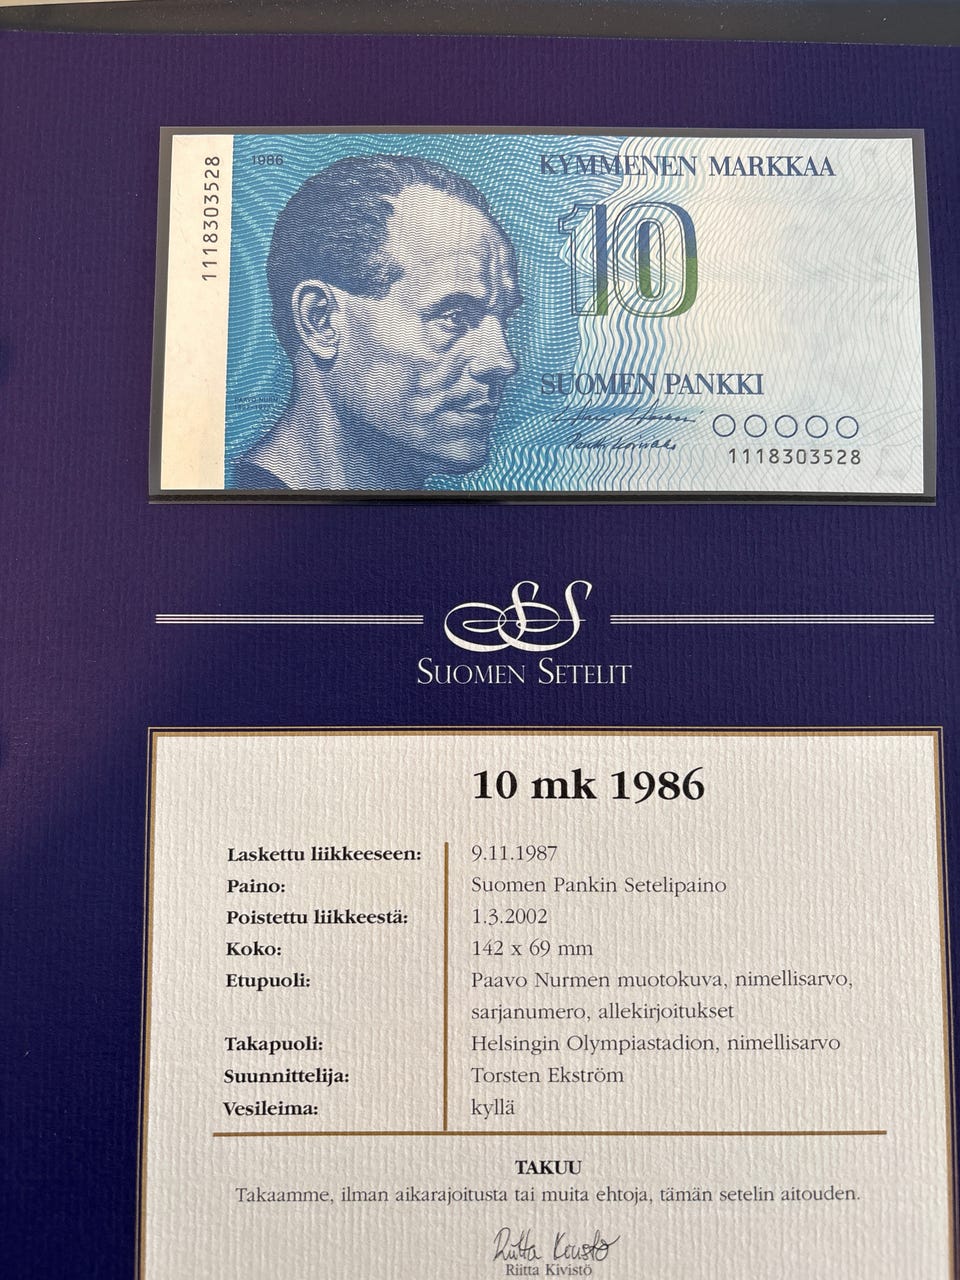 1118303528
1986
KYMMENEN MARKKAA
10
SUOMEN PANKKI
1118303528
SUOMEN SETELIT
10 mk 1986
Laskettu liikkeeseen: 9.11.1987
Paino: Suomen Pankin Setelipaino
Poistettu liikkeestä: 1.3.2002
Koko: 142 x 69 mm
Etupuoli: Paavo Nurmen muotokuva, nimellisarvo,
sarjanumero, allekirjoitukset
Takapuoli: Helsingin Olympiastadion, nimellisarvo
Suunnittelija: Torsten Ekström
Vesileima: kyllä
TAKUU
Takaamme, ilman aikarajoitusta tai muita ehtoja, tämän setelin aitouden.
Riitta Kivistö